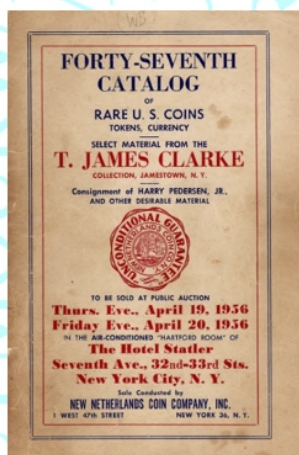 (WB)
FORTY-SEVENTH
CATALOG
OF
RARE U. S. COINS
TOKENS, CURRENCY
SELECT MATERIAL FROM THE
T. JAMES CLARKE
COLLECTION, JAMESTOWN, N. Y.
Consignment of HARRY PEDERSEN, JR.,
AND OTHER DESIRABLE MATERIAL
UNCONDITIONAL GUARANTEE
TO BE SOLD AT PUBLIC AUCTION
Thurs. Eve., April 19, 1956
Friday Eve., April 20, 1956
IN THE AIR-CONDITIONED "HARTFORD ROOM" OF
The Hotel Statler
Seventh Ave., 32nd-33rd Sts.
New York City, N. Y.
Sale Conducted by
NEW NETHERLANDS COIN COMPANY, INC.
1 WEST 47th STREET NEW YORK 36, N. Y.